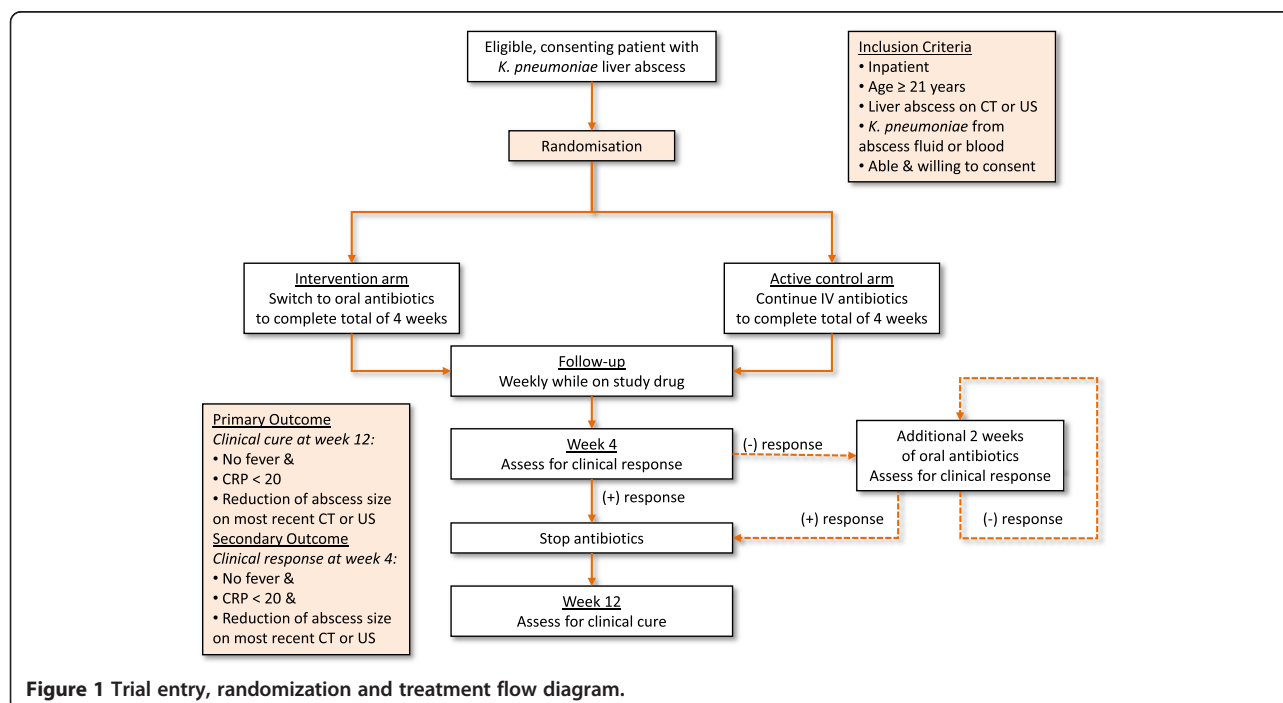 Eligible, consenting patient with
K. pneumoniae liver abscess
Inclusion Criteria
• Inpatient
• Age ≥ 21 years
• Liver abscess on CT or US
• K. pneumoniae from
abscess fluid or blood
• Able & willing to consent
Randomisation
Intervention arm
Switch to oral antibiotics
to complete total of 4 weeks
Active control arm
Continue IV antibiotics
to complete total of 4 weeks
Follow-up
Weekly while on study drug
Primary Outcome
Clinical cure at week 12:
• No fever &
• CRP < 20
• Reduction of abscess size
on most recent CT or US
Secondary Outcome
Clinical response at week 4:
• No fever &
• CRP < 20 &
• Reduction of abscess size
on most recent CT or US
Week 4
Assess for clinical response
(-) response
Additional 2 weeks
of oral antibiotics
Assess for clinical response
(+) response
(+) response
(-) response
Stop antibiotics
Week 12
Assess for clinical cure
Figure 1 Trial entry, randomization and treatment flow diagram.